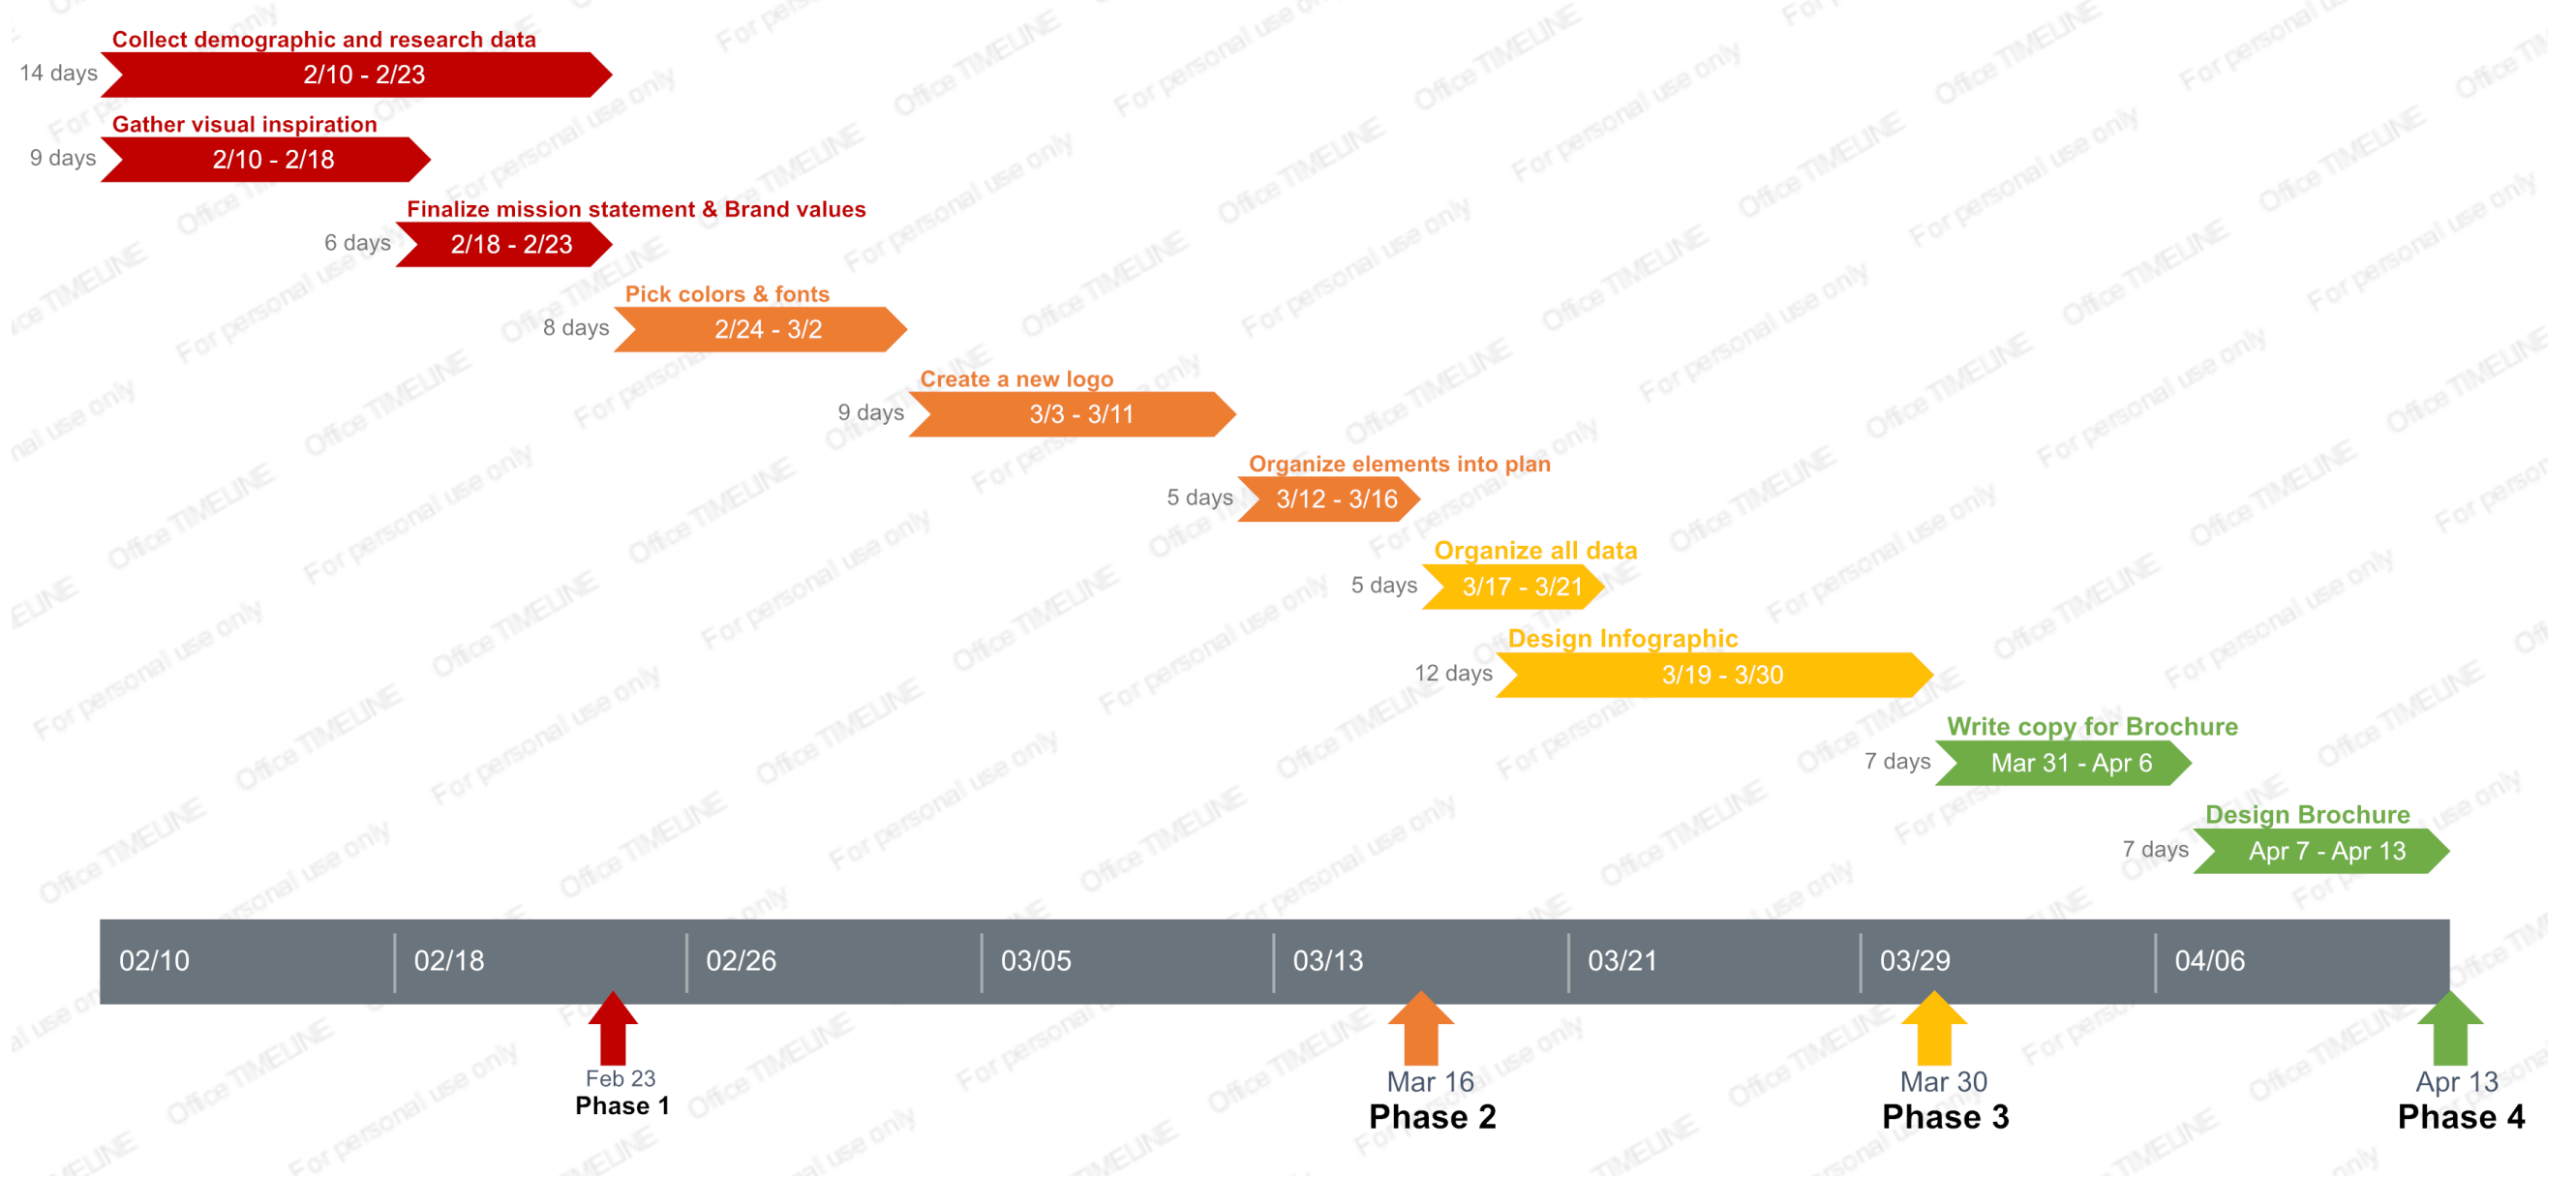 Collect demographic and research data
14 days
2/10 - 2/23
Gather visual inspiration
9 days
2/10 - 2/18
Finalize mission statement & Brand values
6 days
2/18 - 2/23
Pick colors & fonts
8 days
2/24 - 3/2
Create a new logo
9 days
3/3 - 3/11
Organize elements into plan
5 days
3/12 - 3/16
Organize all data
5 days
3/17 - 3/21
Design Infographic
12 days
3/19 - 3/30
Write copy for Brochure
7 days
Mar 31 - Apr 6
Design Brochure
7 days
Apr 7 - Apr 13
02/10
02/18
02/26
03/05
03/13
03/21
03/29
04/06
Feb 23
Phase 1
Mar 16
Phase 2
Mar 30
Phase 3
Apr 13
Phase 4
Office TIMELINE
For personal use only